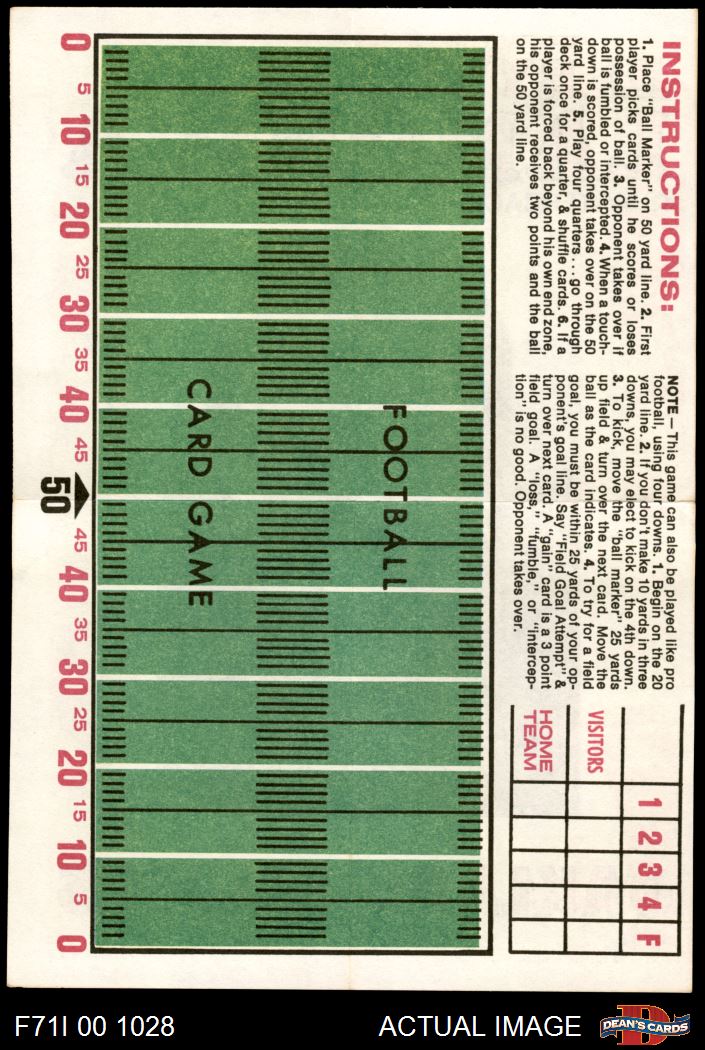 INSTRUCTIONS:
1. Place "Ball Marker" on 50 yard line. 2. First
player picks cards until he scores or loses
possession of ball. 3. Opponent takes over if
ball is fumbled or intercepted. 4. When a touch-
down is scored, opponent takes over on the 50
yard line. 5. Play four quarters...go through
deck once for a quarter, & shuffle cards. 6. If a
player is forced back beyond his own end zone,
his opponent receives two points and the ball
on the 50 yard line.
NOTE – This game can also be played like pro
football, using four downs. 1. Begin on the 20
yard line 2. If you don't make 10 yards in three
downs, you may elect to kick on the 4th down.
3. To kick, move the "ball marker" 25 yards
up field & turn over the next card. Move the
ball as the card indicates. 4. To try for a field
goal, you must be within 25 yards of your op-
ponent's goal line. Say "Field Goal Attempt" &
turn over next card. A "gain" card is a 3 point
field goal. A "loss," "fumble," or "intercep-
tion" is no good. Opponent takes over.
1 2 3 4 F
VISITORS
HOME
TEAM
FOOTBALL
CARD GAME
0 5 10 15 20 25 30 35 40 45 45 40 35 30 25 20 15 10 5 0
50
F71I 00 1028
ACTUAL IMAGE
D
DEAN'S CARDS